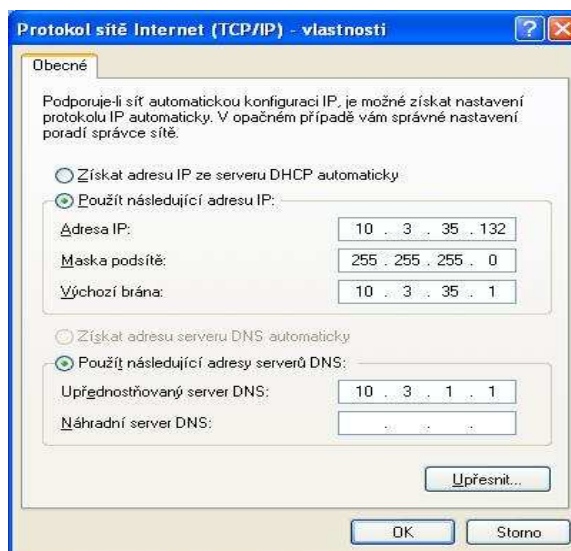 Protokol sítě Internet (TCP/IP) - vlastnosti
Obecné
Podporuje-li síť automatickou konfiguraci IP, je možné získat nastavení
protokolu IP automaticky. V opačném případě vám správné nastavení
poradí správce sítě.
Získat adresu IP ze serveru DHCP automaticky
Použít následující adresu IP:
Adresa IP: 10 . 3 . 35 . 132
Maska podsítě: 255 . 255 . 255 . 0
Výchozí brána: 10 . 3 . 35 . 1
Získat adresu serveru DNS automaticky
Použít následující adresy serverů DNS:
Upřednostňovaný server DNS: 10 . 3 . 1 . 1
Náhradní server DNS: . . .
Upřesnit...
OK Storno